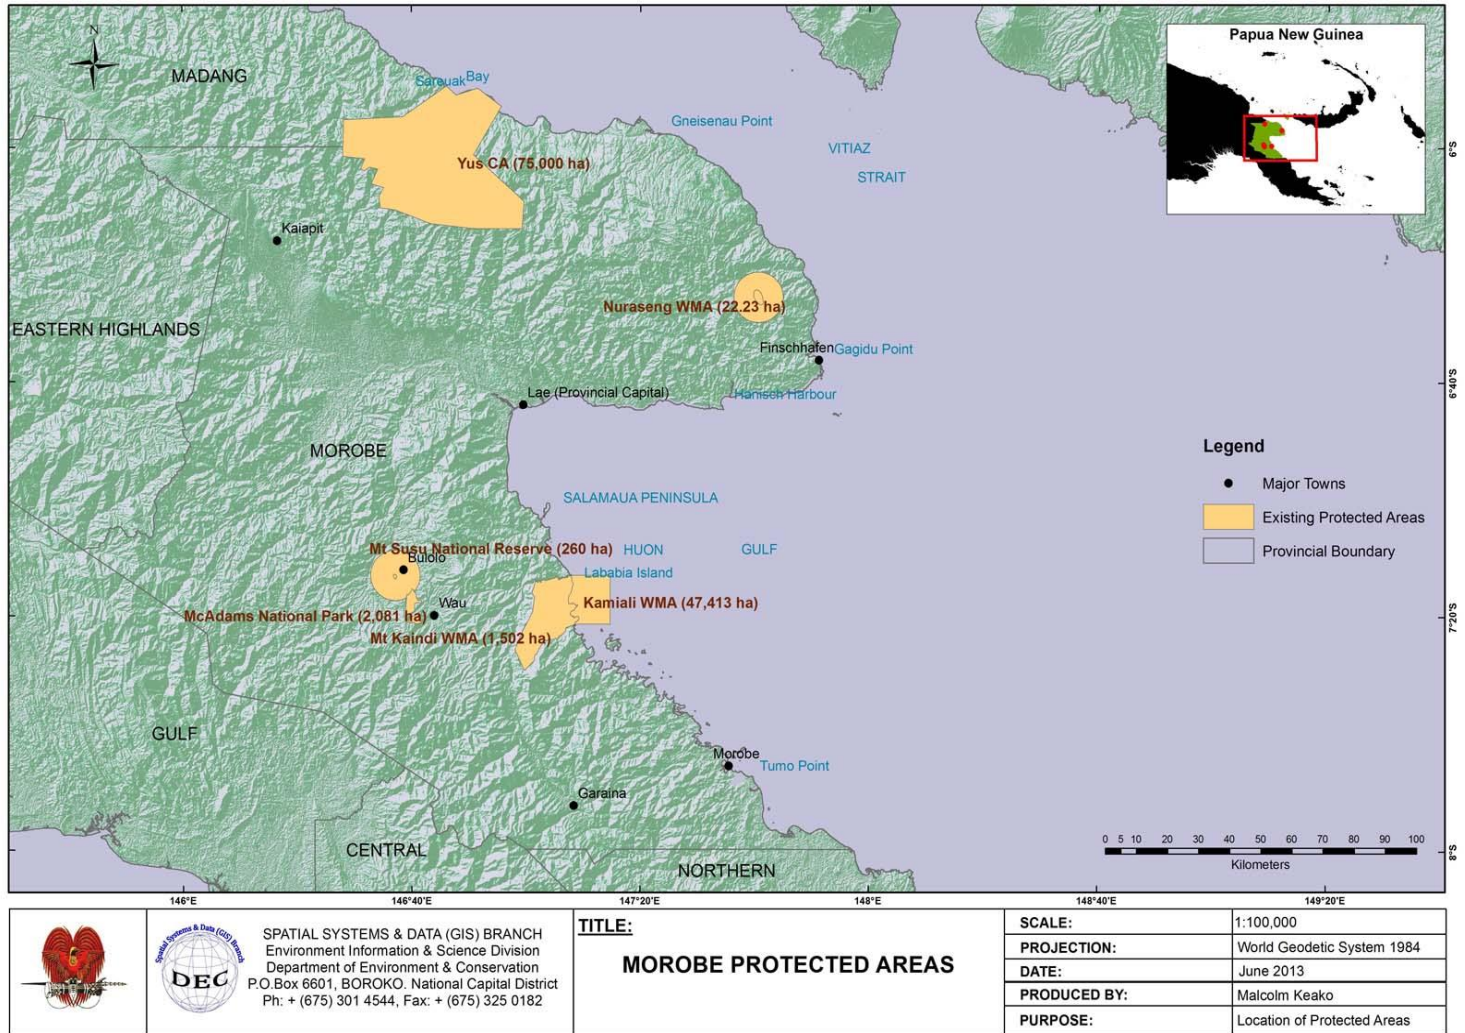 N
MADANG
Sareuak Bay
Gneisenau Point
VITIAZ
STRAIT
Papua New Guinea
Yus CA (75,000 ha)
6°S
Kaiapit
Nuraseng WMA (22.23 ha)
EASTERN HIGHLANDS
Finschhafen
Gagidu Point
Lae (Provincial Capital)
Hanisch Harbour
6°40'S
MOROBE
SALAMAUA PENINSULA
Legend
Major Towns
Existing Protected Areas
Provincial Boundary
Mt Susu National Reserve (260 ha)
HUON
GULF
Bulolo
Lababia Island
Wau
Kamiali WMA (47,413 ha)
McAdams National Park (2,081 ha)
7°20'S
Mt Kaindi WMA (1,502 ha)
GULF
Morobe
Tumo Point
Garaina
CENTRAL
NORTHERN
0 5 10 20 30 40 50 60 70 80 90 100
Kilometers
8°S
146°E
146°40'E
147°20'E
148°E
148°40'E
149°20'E
Spatial Systems & Data (GIS) Branch
DEC
SPATIAL SYSTEMS & DATA (GIS) BRANCH
Environment Information & Science Division
Department of Environment & Conservation
P.O.Box 6601, BOROKO. National Capital District
Ph: + (675) 301 4544, Fax: + (675) 325 0182
TITLE:
MOROBE PROTECTED AREAS
SCALE: 1:100,000
PROJECTION: World Geodetic System 1984
DATE: June 2013
PRODUCED BY: Malcolm Keako
PURPOSE: Location of Protected Areas